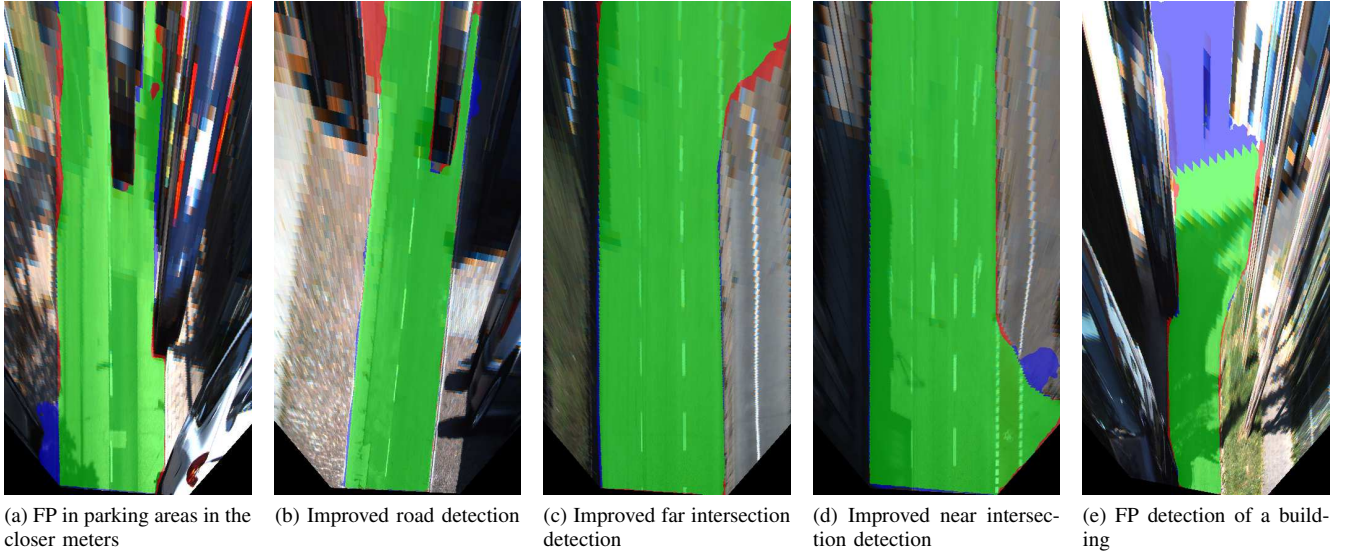 (a) FP in parking areas in the
closer meters
(b) Improved road detection
(c) Improved far intersection
detection
(d) Improved near intersec-
tion detection
(e) FP detection of a build-
ing